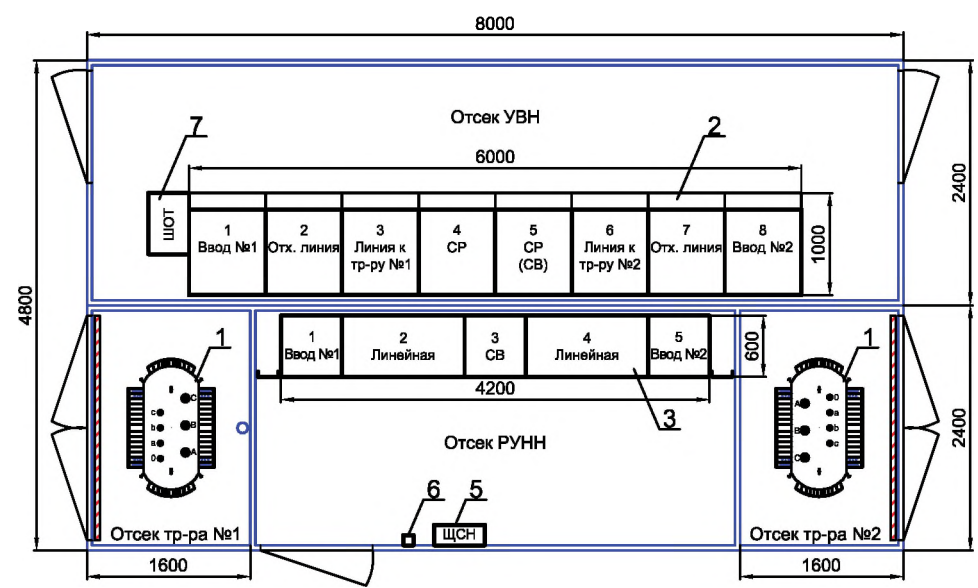 8000
Отсек УВН
7
2
6000
ШОТ
1
Ввод №1
2
Отх. линия
3
Линия к
тр-ру №1
4
СР
5
СР
(СВ)
6
Линия к
тр-ру №2
7
Отх. линия
8
Ввод №2
1000
2400
4800
1
1
Ввод №1
2
Линейная
3
СВ
4
Линейная
5
Ввод №2
600
1
4200
3
C
B
A
c
b
a
0
A
B
C
0
a
b
c
2400
Отсек РУНН
6
5
ЩСН
Отсек тр-ра №1
Отсек тр-ра №2
1600
1600